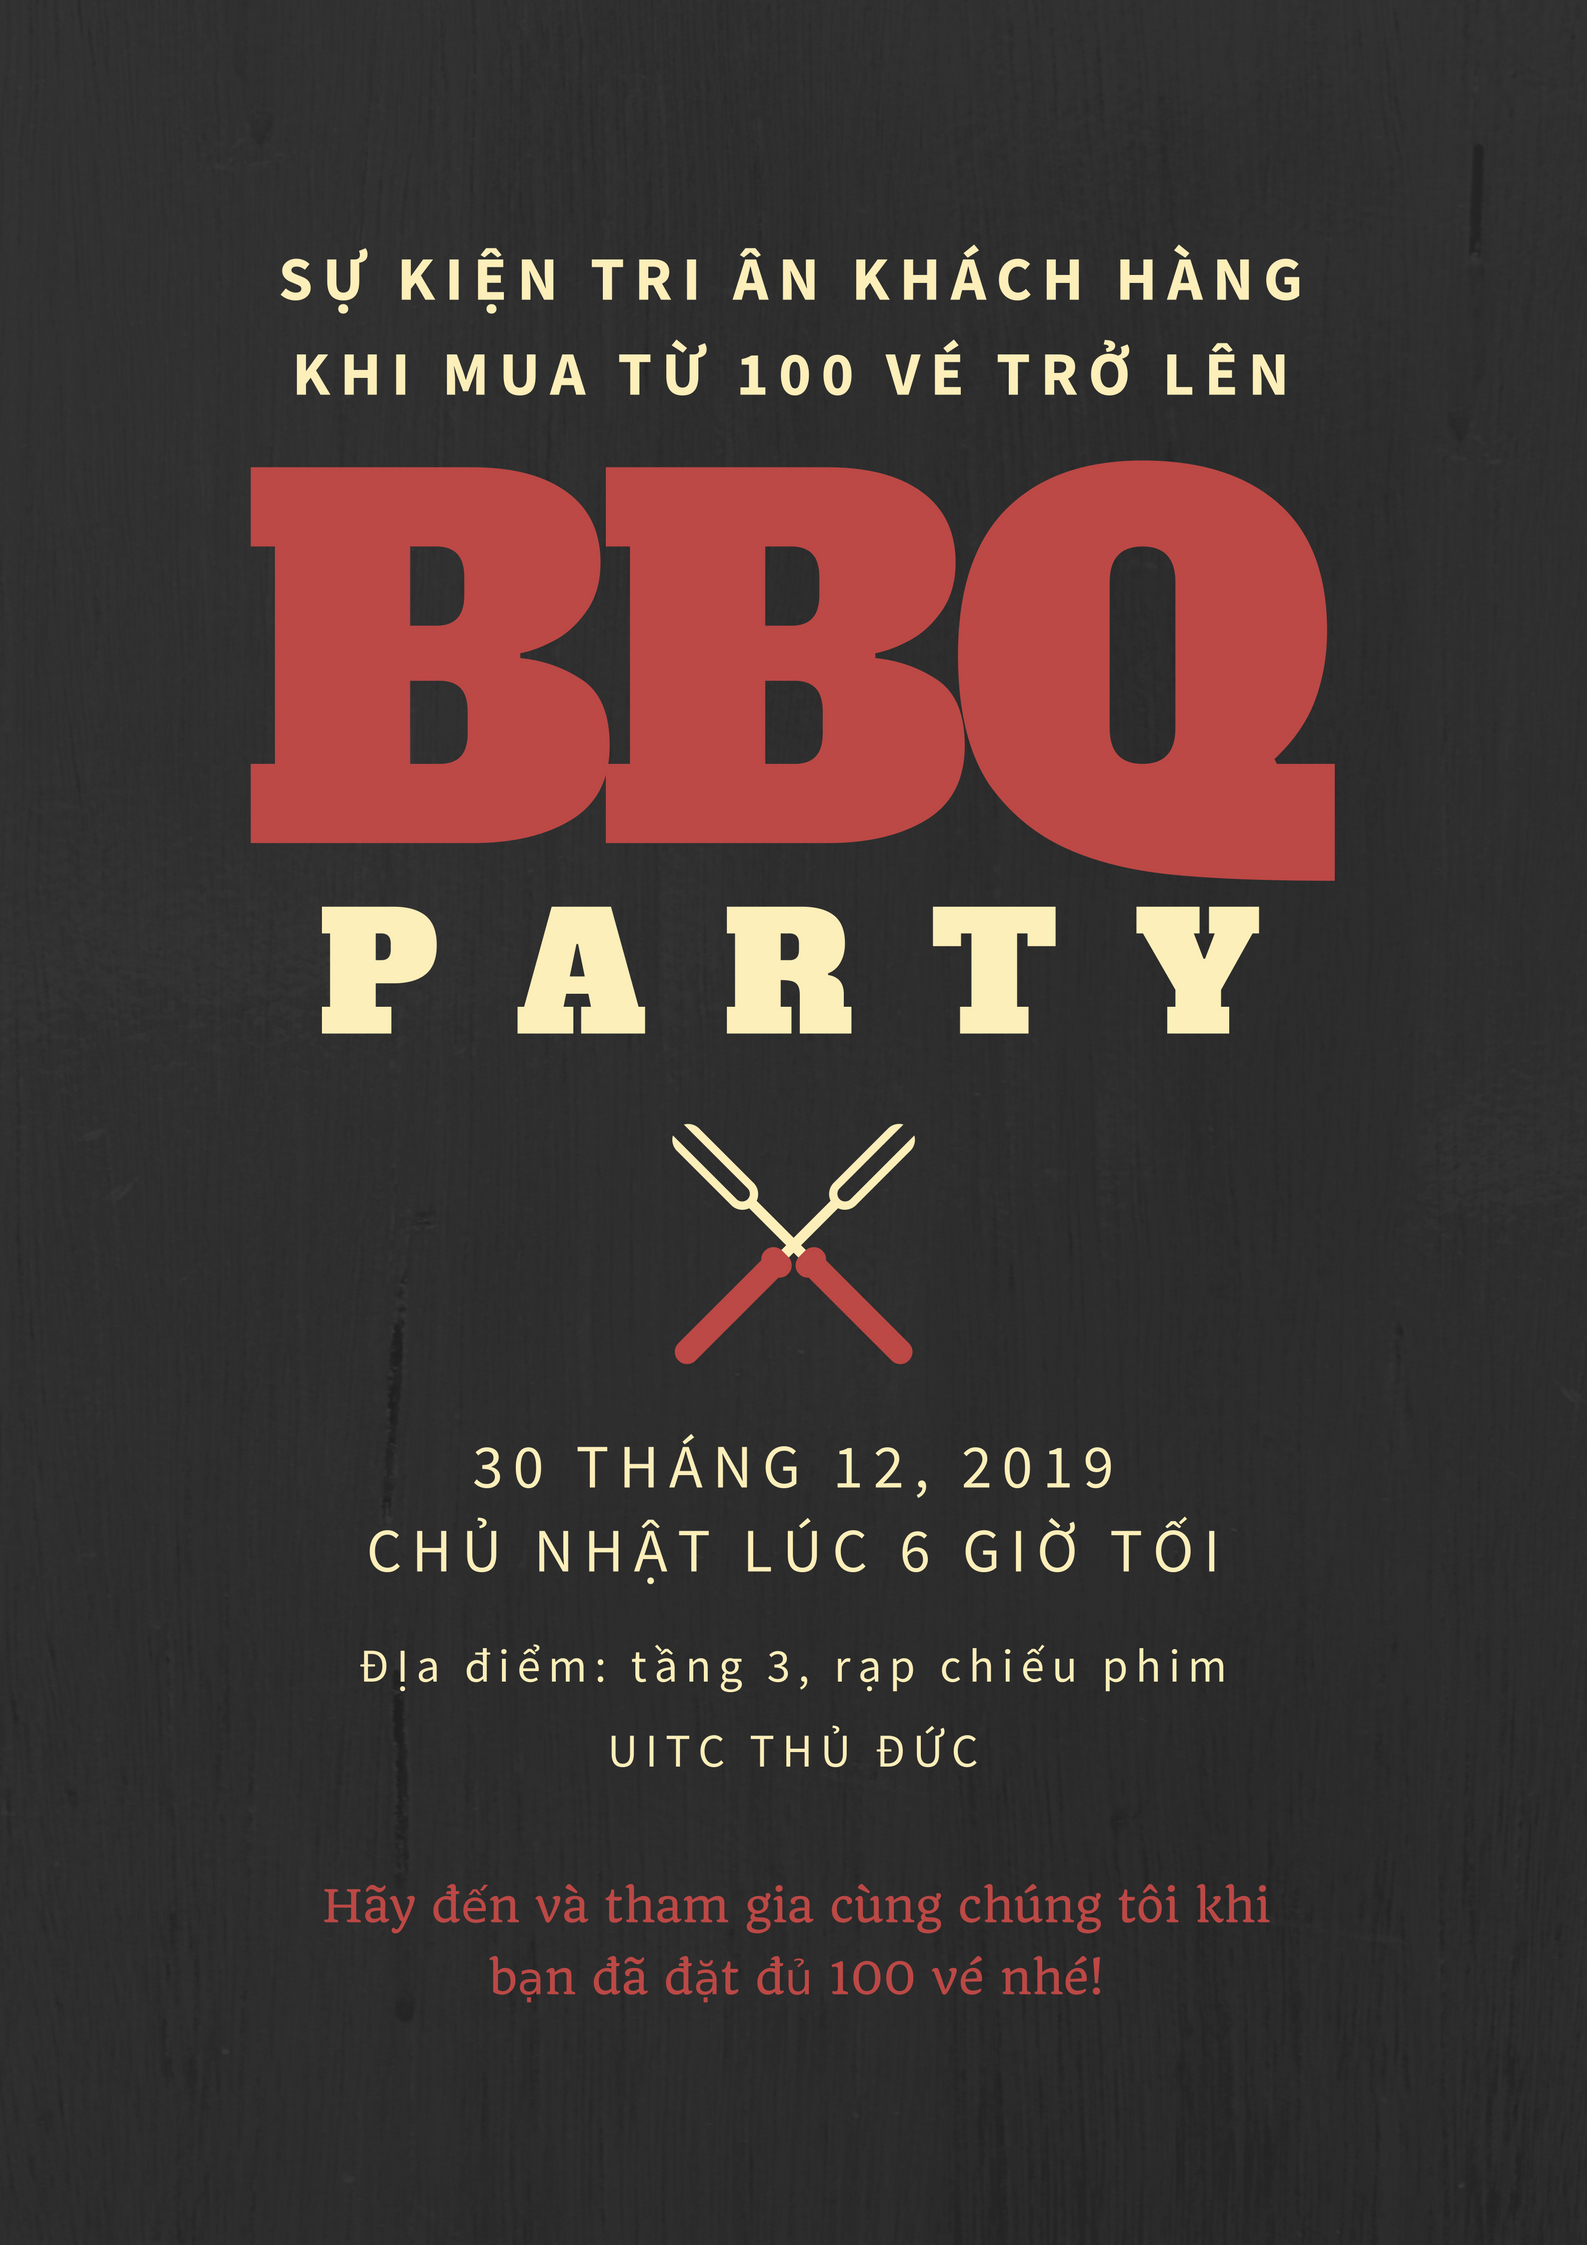 SỰ KIỆN TRI ÂN KHÁCH HÀNG
KHI MUA TỪ 100 VÉ TRỞ LÊN
BBQ
PARTY
30 THÁNG 12, 2019
CHỦ NHẬT LÚC 6 GIỜ TỐI
ĐỊa điểm: tầng 3, rạp chiếu phim
UITC THỦ ĐỨC
Hãy đến và tham gia cùng chúng tôi khi
bạn đã đặt đủ 100 vé nhé!